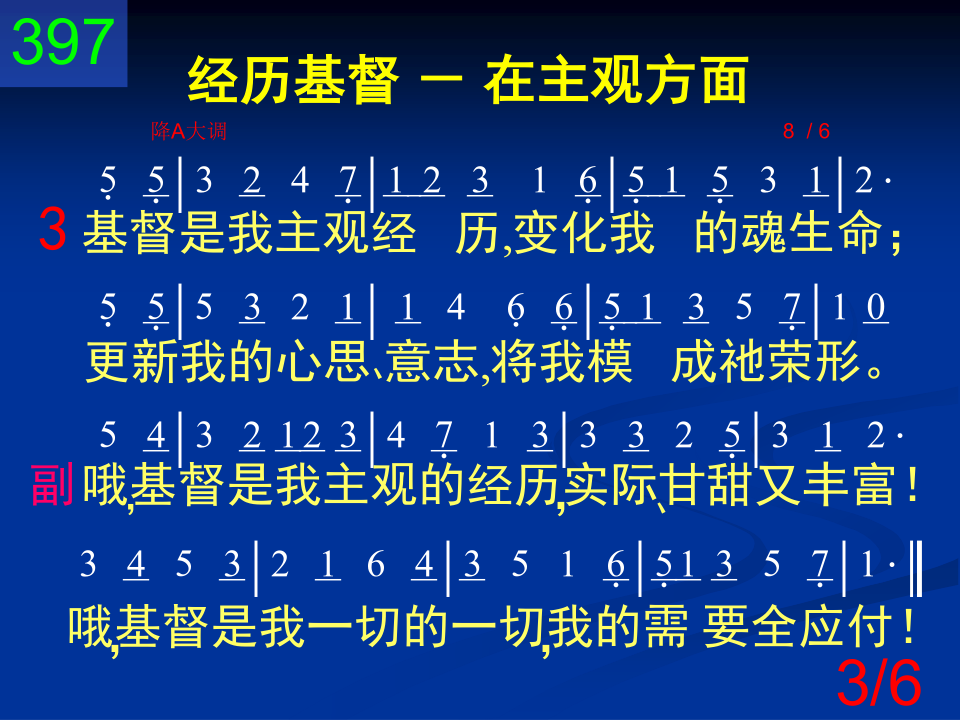 397
经历基督 － 在主观方面
降A大调 8 / 6
5 5 | 3 2 4 7 | 1 2 3 1 6 | 5 1 5 3 1 | 2 ·
3 基督是我主观经 历,变化我 的魂生命；
5 5 | 5 3 2 1 | 1 4 6 6 | 5 1 3 5 7 | 1 0
更新我的心思、意志,将我模 成祂荣形。
5 4 | 3 2 1 2 3 | 4 7 1 3 | 3 3 2 5 | 3 1 2 ·
副 哦,基督是我主观的经历,实际、甘甜又丰富！
3 4 5 3 | 2 1 6 4 | 3 5 1 6 | 5 1 3 5 7 | 1 · ‖
哦,基督是我一切的一切,我的需 要全应付！
3/6